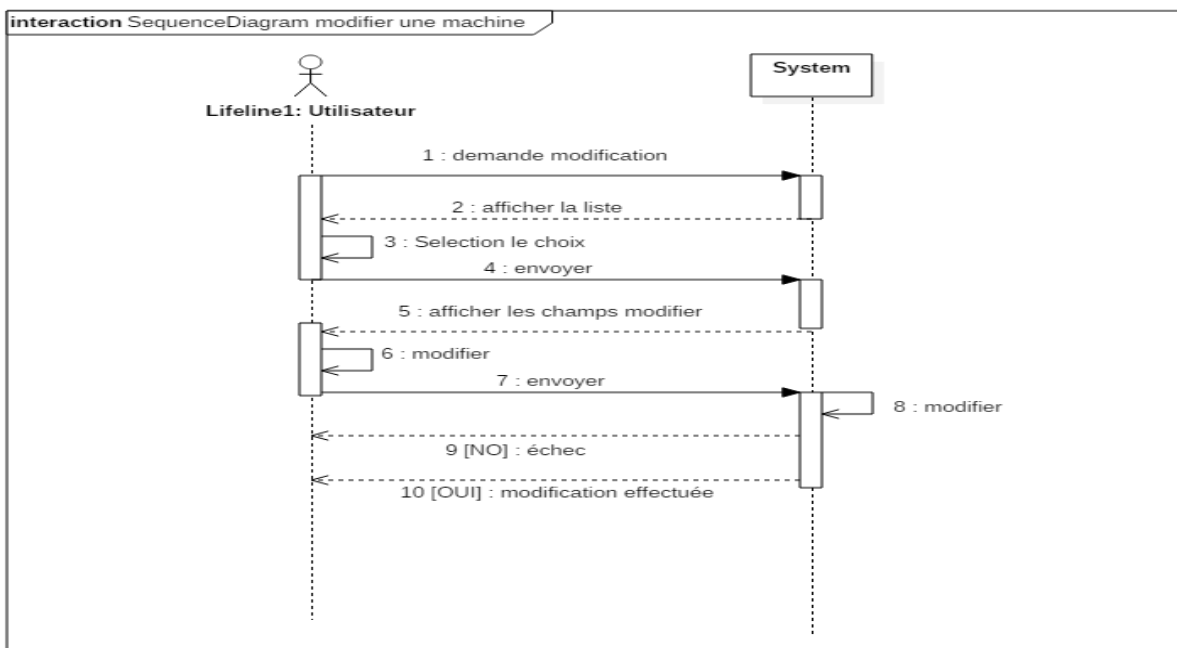 interaction SequenceDiagram modifier une machine
System
Lifeline1: Utilisateur
1 : demande modification
2 : afficher la liste
3 : Selection le choix
4 : envoyer
5 : afficher les champs modifier
6 : modifier
7 : envoyer
8 : modifier
9 [NO] : échec
10 [OUI] : modification effectuée